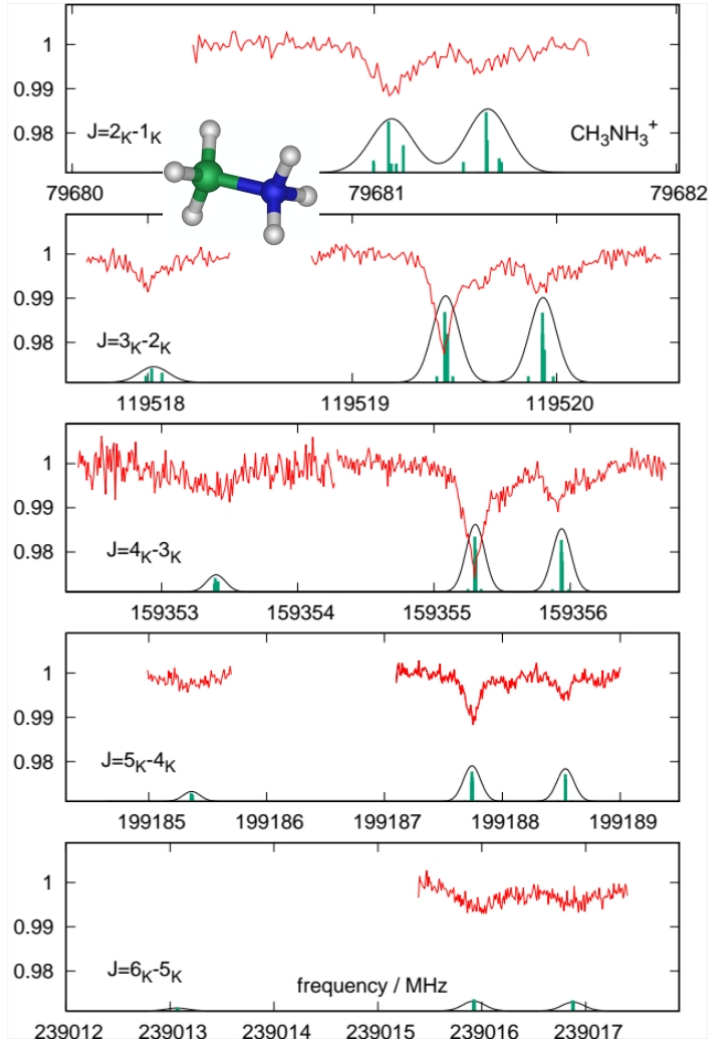 1
0.99
0.98
J=2K-1K
CH3NH3+
79680 79681 79682
1
0.99
0.98
J=3K-2K
119518 119519 119520
1
0.99
0.98
J=4K-3K
159353 159354 159355 159356
1
0.99
0.98
J=5K-4K
199185 199186 199187 199188 199189
1
0.99
0.98
J=6K-5K
frequency / MHz
239012 239013 239014 239015 239016 239017